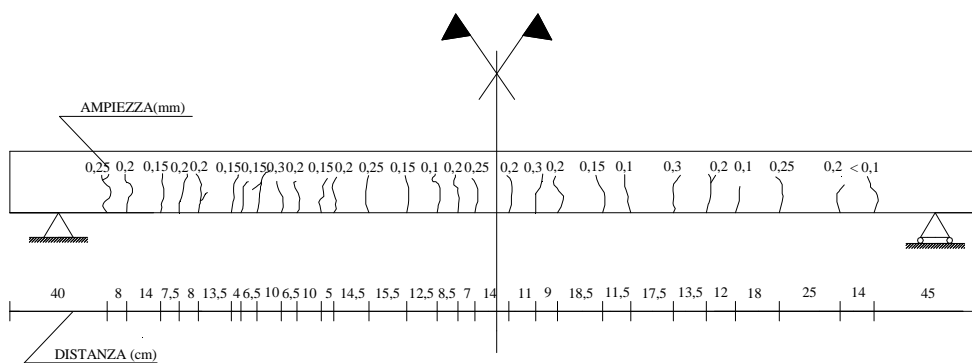 AMPIEZZA(mm)
0,25 0,2 0,15 0,2 0,2 0,15 0,15 0,30 0,2 0,15 0,2 0,25 0,15 0,1 0,2 0,25 0,2 0,3 0,2 0,15 0,1 0,3 0,2 0,1 0,25 0,2 < 0,1
40 8 14 7,5 8 13,5 4 6,5 10 6,5 10 5 14,5 15,5 12,5 8,5 7 14 11 9 18,5 11,5 17,5 13,5 12 18 25 14 45
DISTANZA (cm)